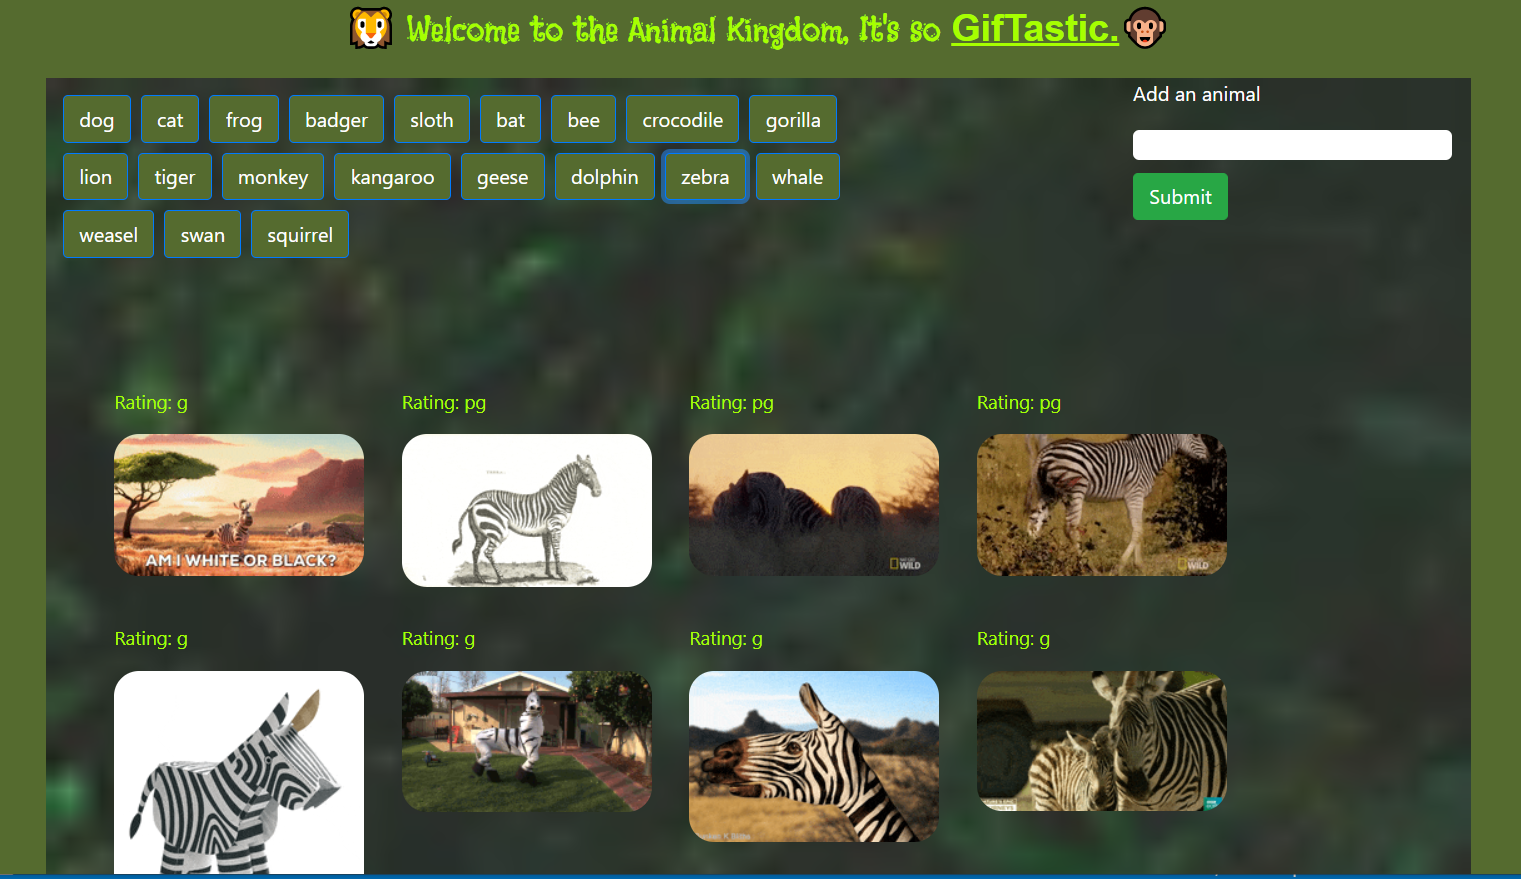 Welcome to the Animal Kingdom, It's so GifTastic.
dog cat frog badger sloth bat bee crocodile gorilla
lion tiger monkey kangaroo geese dolphin zebra whale
weasel swan squirrel
Add an animal
Submit
Rating: g Rating: pg Rating: pg Rating: pg
AM I WHITE OR BLACK?
WILD
WILD
Rating: g Rating: g Rating: g Rating: g